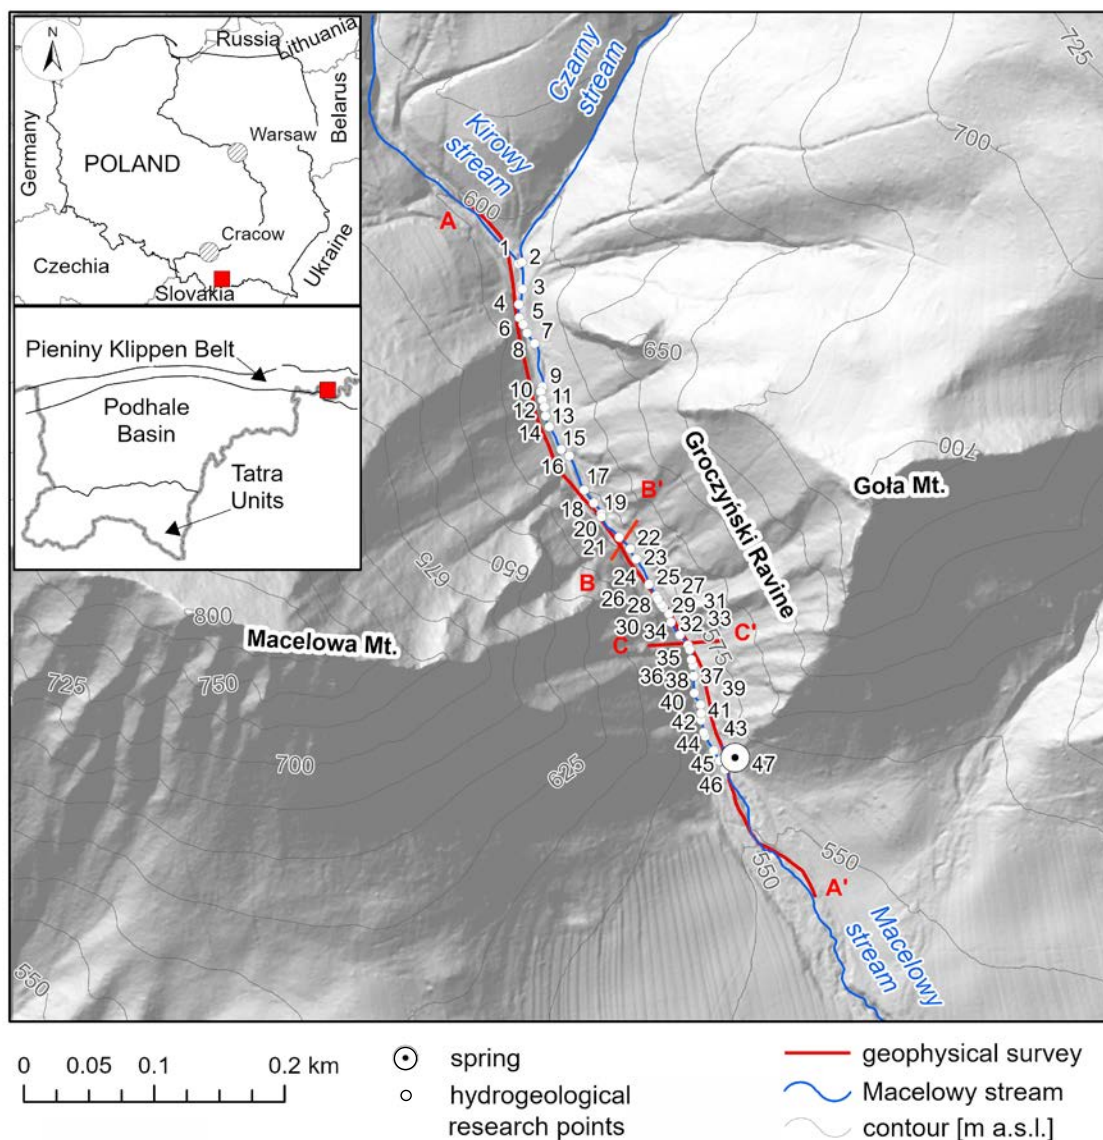 N
Russia
Lithuania
Germany
Belarus
Warsaw
POLAND
Cracow
Ukraine
Czechia
Slovakia
Pieniny Klippen Belt
Podhale
Basin
Tatra
Units
Czarny
stream
Kirowy
stream
725
700
600
A
1
2
3
4
5
6
7
8
650
9
10
11
12
13
14
15
16
17
18
19
20
21
B'
22
23
24
25
26
27
28
29
30
31
32
33
34
B
C
C'
575
35
36
37
38
39
40
41
42
43
44
45
46
47
Groczyński Ravine
Goła Mt.
700
675
650
800
Macelowa Mt.
725
750
700
625
550
550
550
A'
Macelowy
stream
0
0.05
0.1
0.2 km
spring
hydrogeological
research points
geophysical survey
Macelowy stream
contour [m a.s.l.]